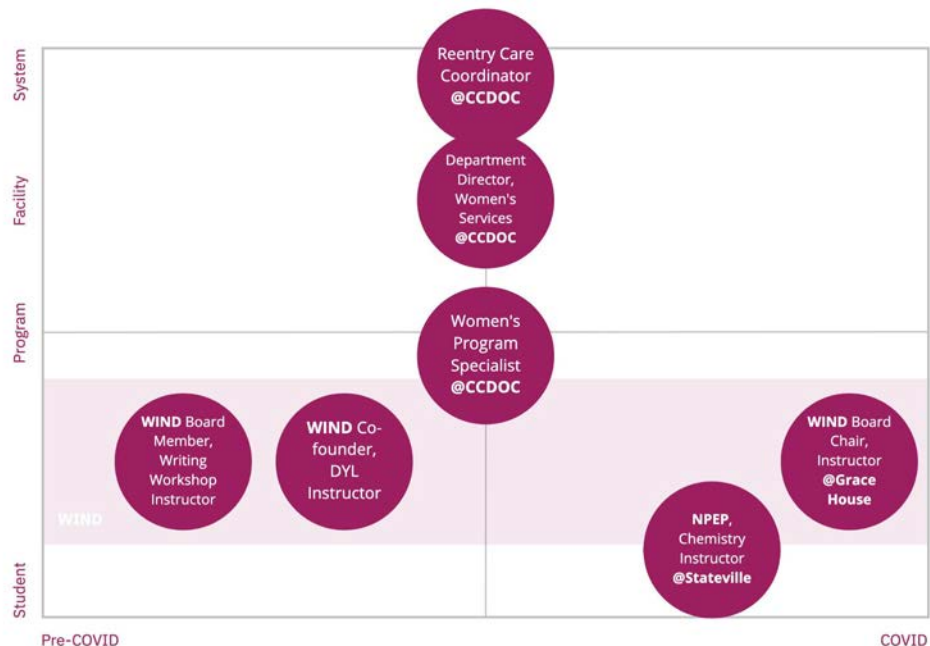 System
Facility
Program
Student
Reentry Care
Coordinator
@CCDOC
Department
Director,
Women's
Services
@CCDOC
Women's
Program
Specialist
@CCDOC
WIND Board
Member,
Writing
Workshop
Instructor
WIND Co-
founder,
DYL
Instructor
WIND Board
Chair,
Instructor
@Grace
House
WIND
NPEP,
Chemistry
Instructor
@Stateville
Pre-COVID
COVID